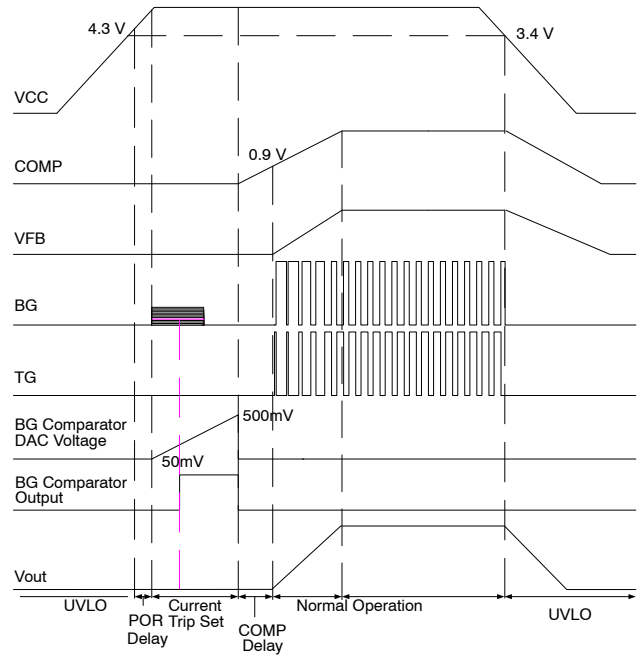 4.3 V
3.4 V
VCC
0.9 V
COMP
VFB
BG
TG
BG Comparator
DAC Voltage
500mV
50mV
BG Comparator
Output
Vout
UVLO
POR
Delay
Current
Trip Set
COMP
Delay
Normal Operation
UVLO